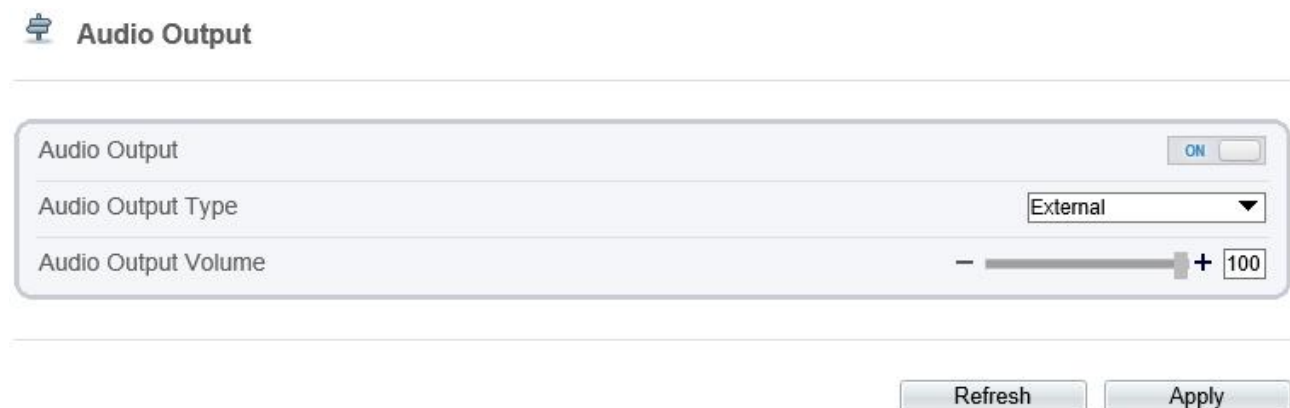 Audio Output
Audio Output ON
Audio Output Type External
Audio Output Volume − + 100
Refresh Apply